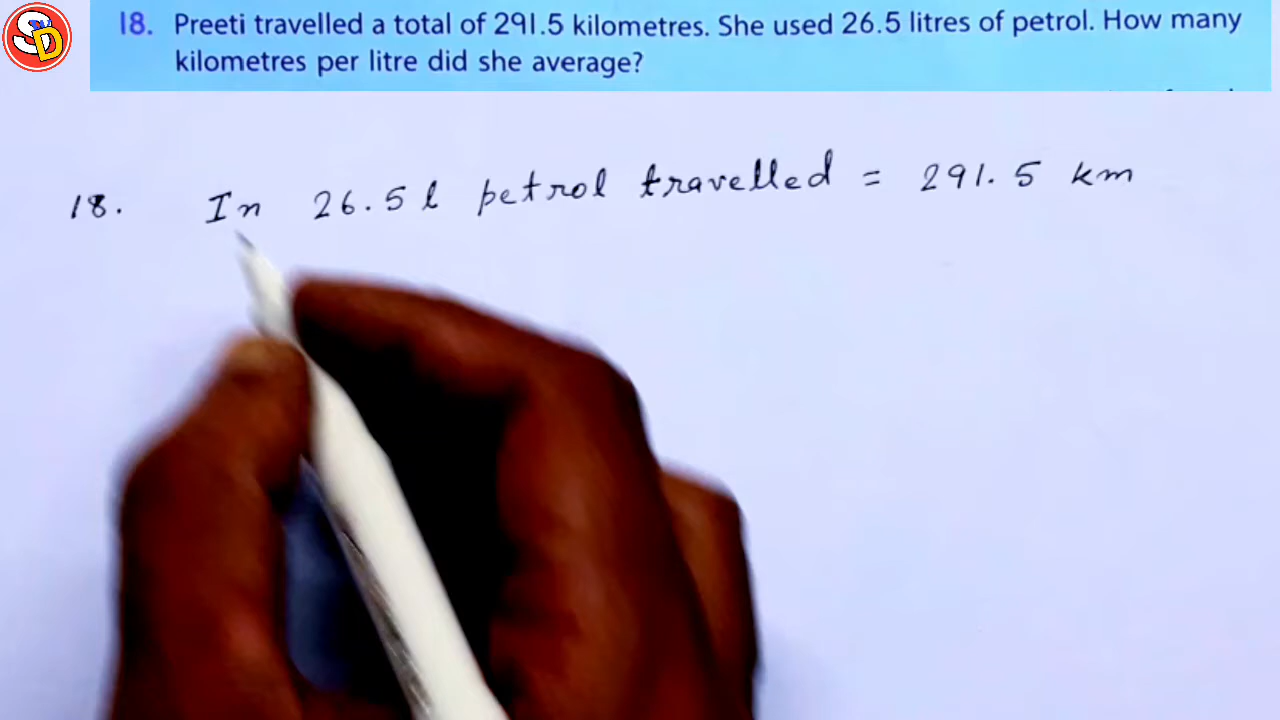 SD
18. Preeti travelled a total of 291.5 kilometres. She used 26.5 litres of petrol. How many
kilometres per litre did she average?
18. In 26.5 l petrol travelled = 291.5 km